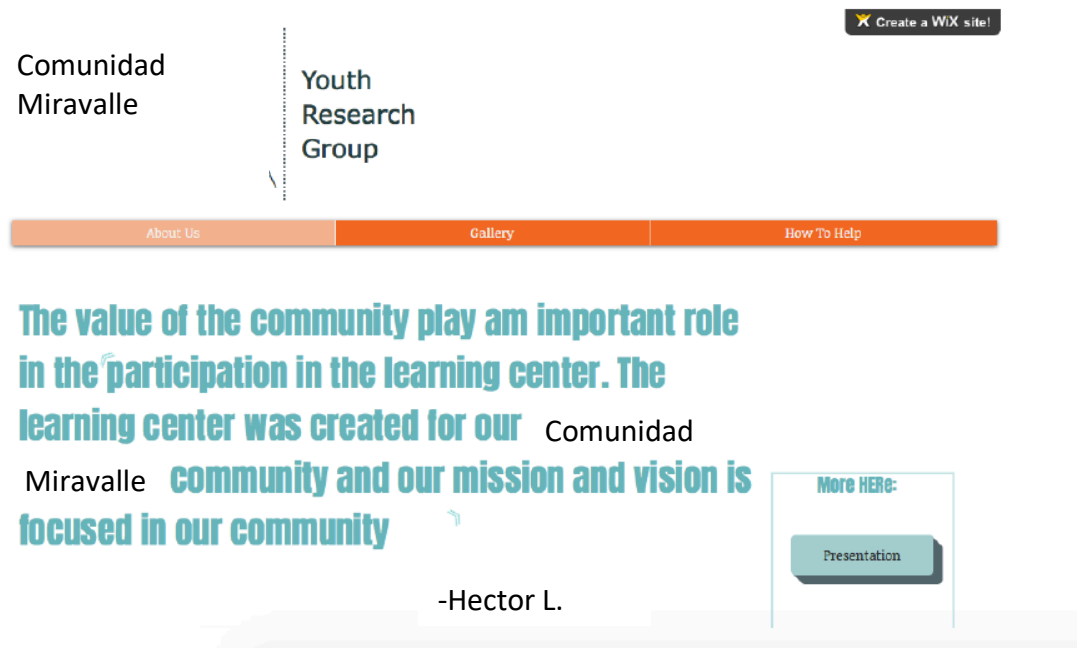 Create a WiX site!
Comunidad
Miravalle
Youth
Research
Group
About Us
Gallery
How To Help
The value of the community play am important role
in the participation in the learning center. The
learning center was created for our Comunidad
Miravalle community and our mission and vision is
focused in our community
-Hector L.
More HERe:
Presentation